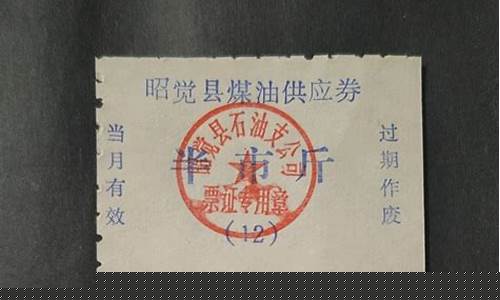 昭觉县煤油供应券
当月有效
半市斤
过期作废
昭觉县石油支公司
票证专用章
(12)